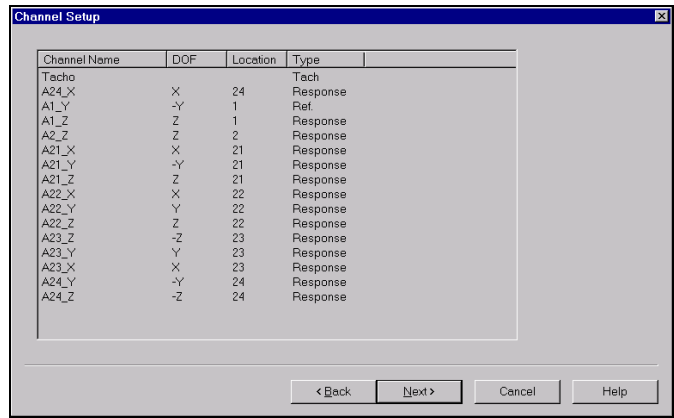 Channel Setup
Channel Name DOF Location Type
Tacho Tach
A24_X X 24 Response
A1_Y -Y 1 Ref.
A1_Z Z 1 Response
A2_Z Z 2 Response
A21_X X 21 Response
A21_Y -Y 21 Response
A21_Z Z 21 Response
A22_X X 22 Response
A22_Y Y 22 Response
A22_Z Z 22 Response
A23_Z -Z 23 Response
A23_Y Y 23 Response
A23_X X 23 Response
A24_Y -Y 24 Response
A24_Z -Z 24 Response
< Back Next > Cancel Help